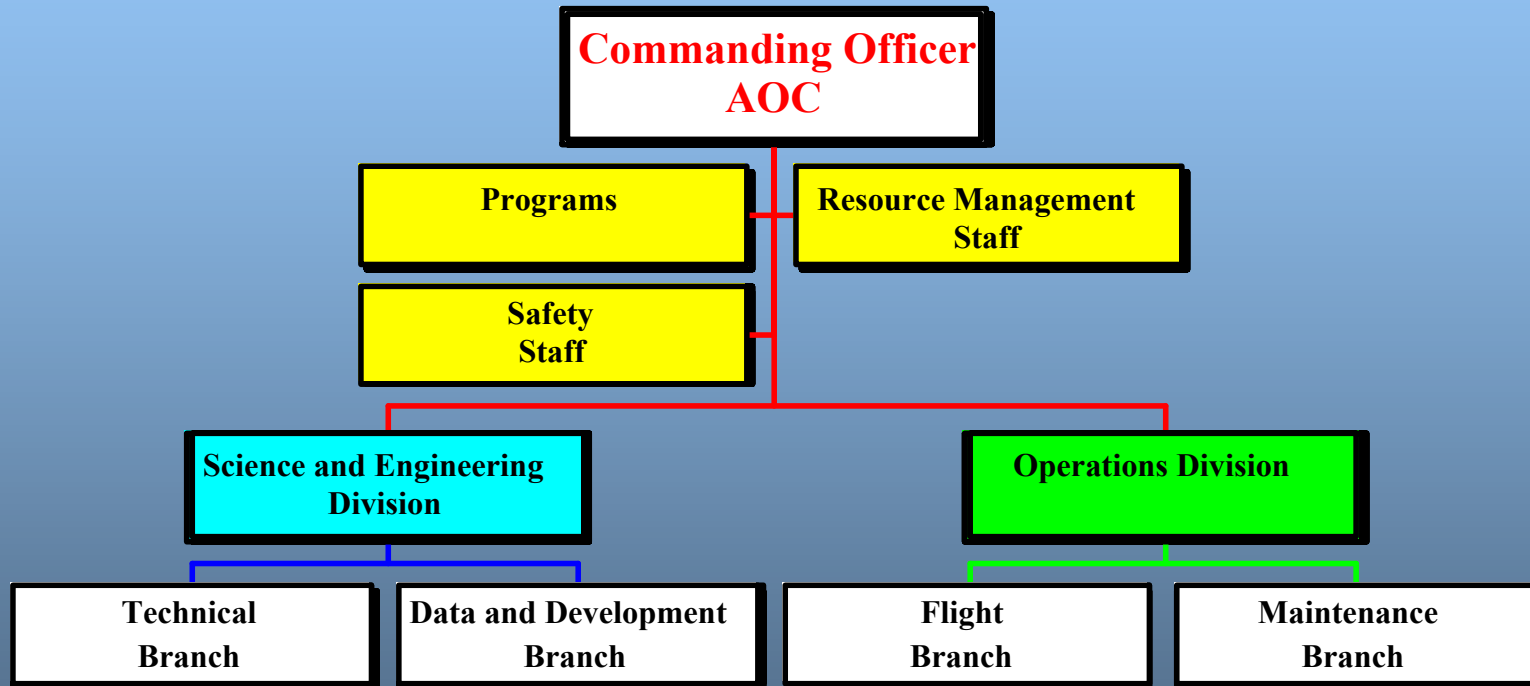 Commanding Officer
AOC
Programs
Resource Management
Staff
Safety
Staff
Science and Engineering
Division
Operations Division
Technical
Branch
Data and Development
Branch
Flight
Branch
Maintenance
Branch